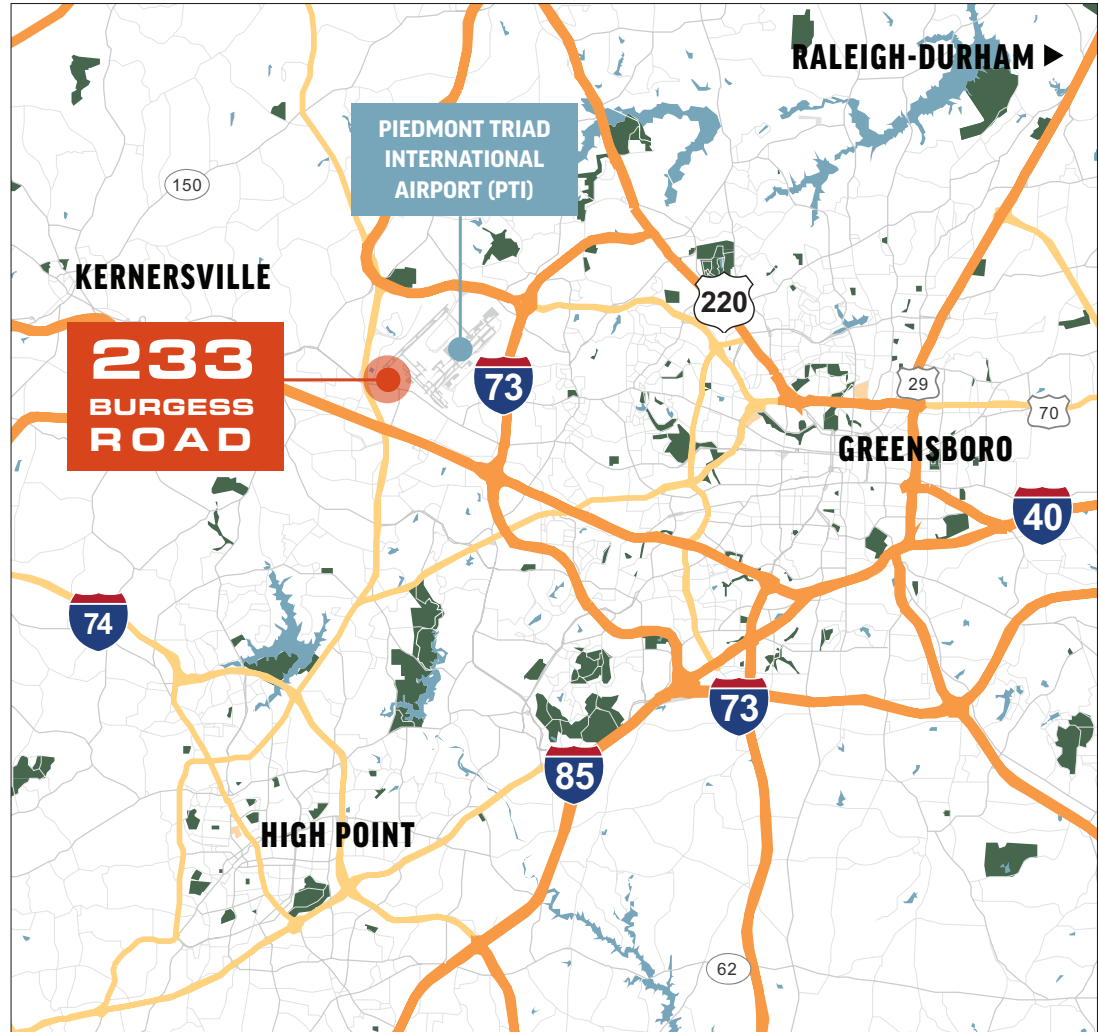 RALEIGH-DURHAM ▶
PIEDMONT TRIAD
INTERNATIONAL
AIRPORT (PTI)
150
KERNERSVILLE
220
233
BURGESS
ROAD
73
29
70
GREENSBORO
40
74
73
85
HIGH POINT
62